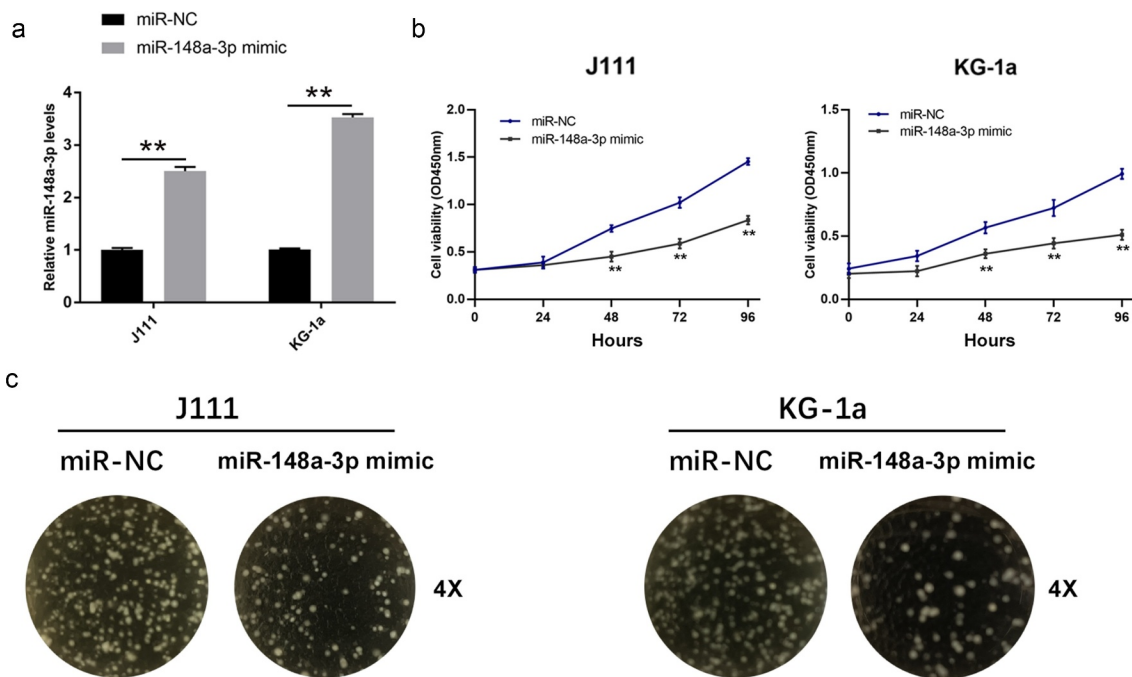 a
miR-NC
miR-148a-3p mimic
Relative miR-148a-3p levels
4
3
2
1
0
**
**
J111
KG-1a
b
J111
Cell viability (OD450nm)
2.0
1.5
1.0
0.5
0.0
miR-NC
miR-148a-3p mimic
**
**
**
0 24 48 72 96
Hours
KG-1a
Cell viability (OD450nm)
1.5
1.0
0.5
0.0
miR-NC
miR-148a-3p mimic
**
**
**
0 24 48 72 96
Hours
c
J111
miR-NC miR-148a-3p mimic
4X
KG-1a
miR-NC miR-148a-3p mimic
4X